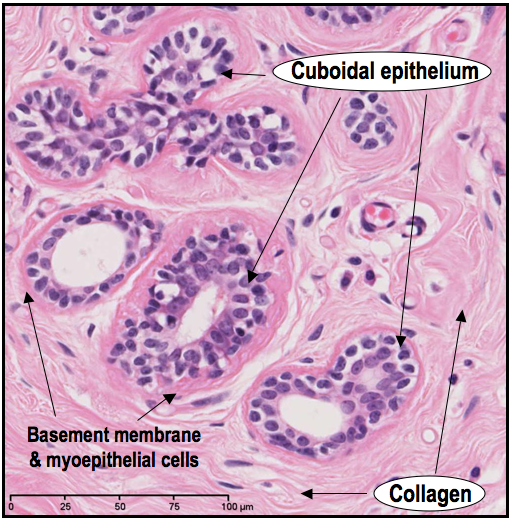 Cuboidal epithelium
Basement membrane
& myoepithelial cells
Collagen
0 25 50 75 100 µm